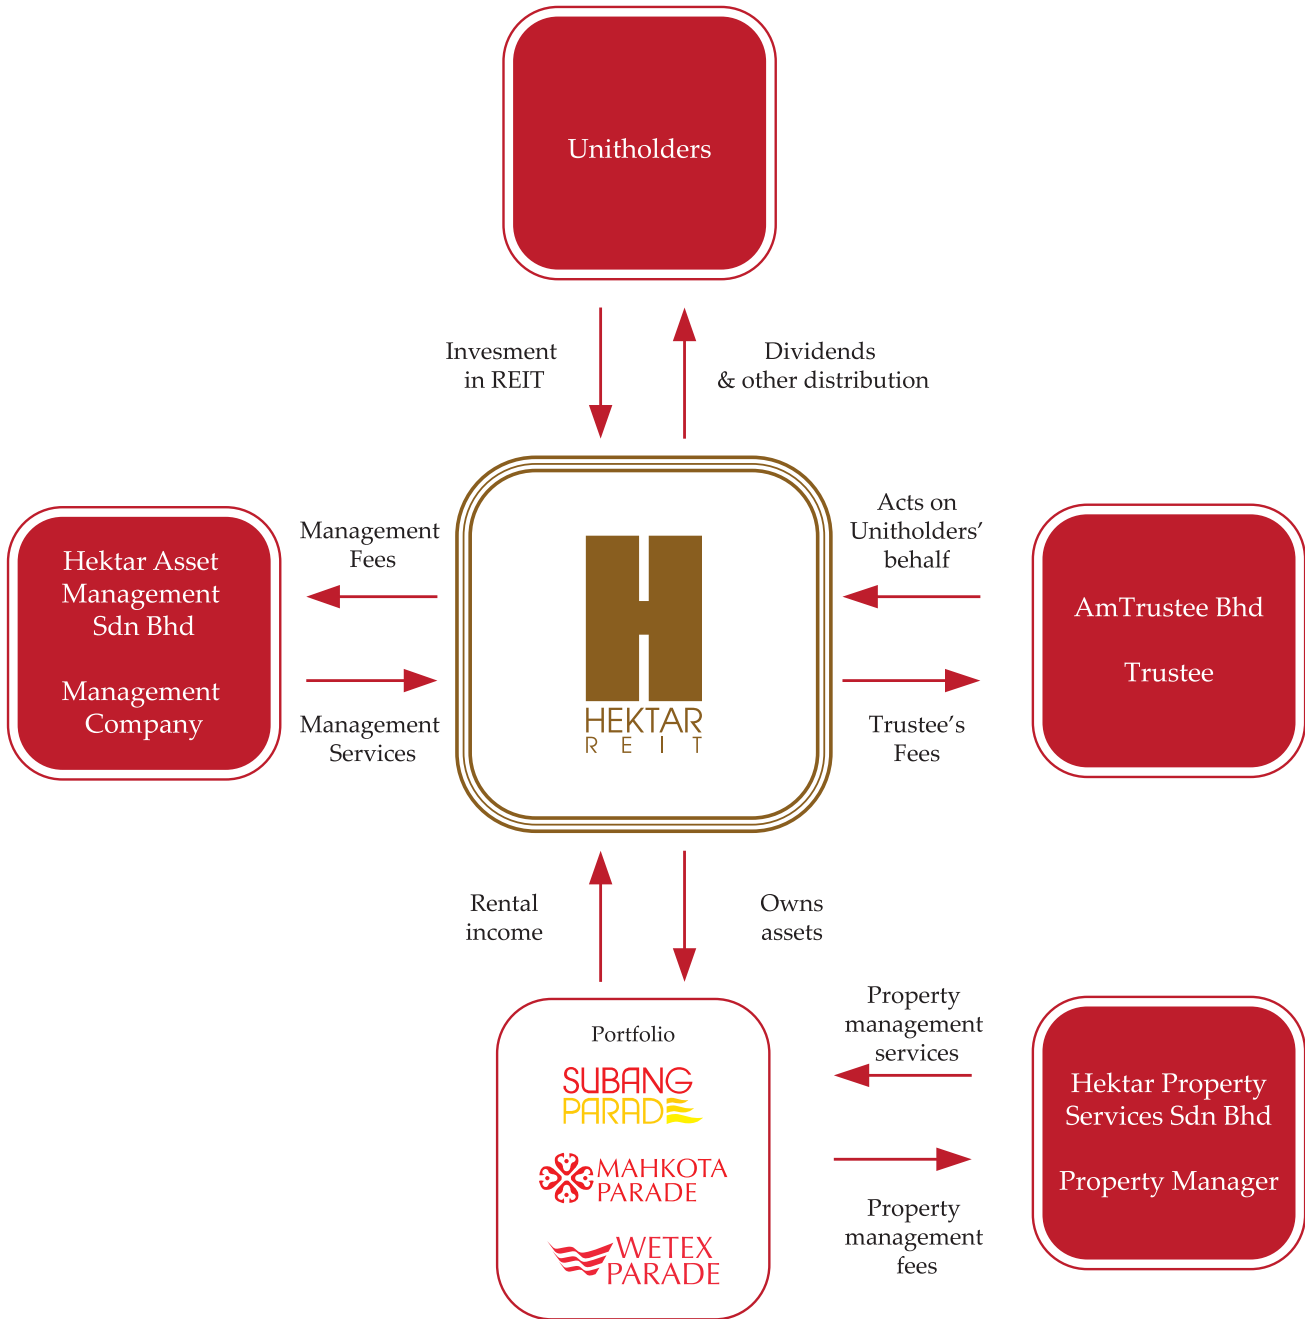 Unitholders
Invesment
in REIT
Dividends
& other distribution
Hektar Asset
Management
Sdn Bhd
Management
Company
Management
Fees
Management
Services
HEKTAR
REIT
Acts on
Unitholders'
behalf
Trustee's
Fees
AmTrustee Bhd
Trustee
Rental
income
Owns
assets
Portfolio
SUBANG
PARADE
MAHKOTA
PARADE
WETEX
PARADE
Property
management
services
Property
management
fees
Hektar Property
Services Sdn Bhd
Property Manager